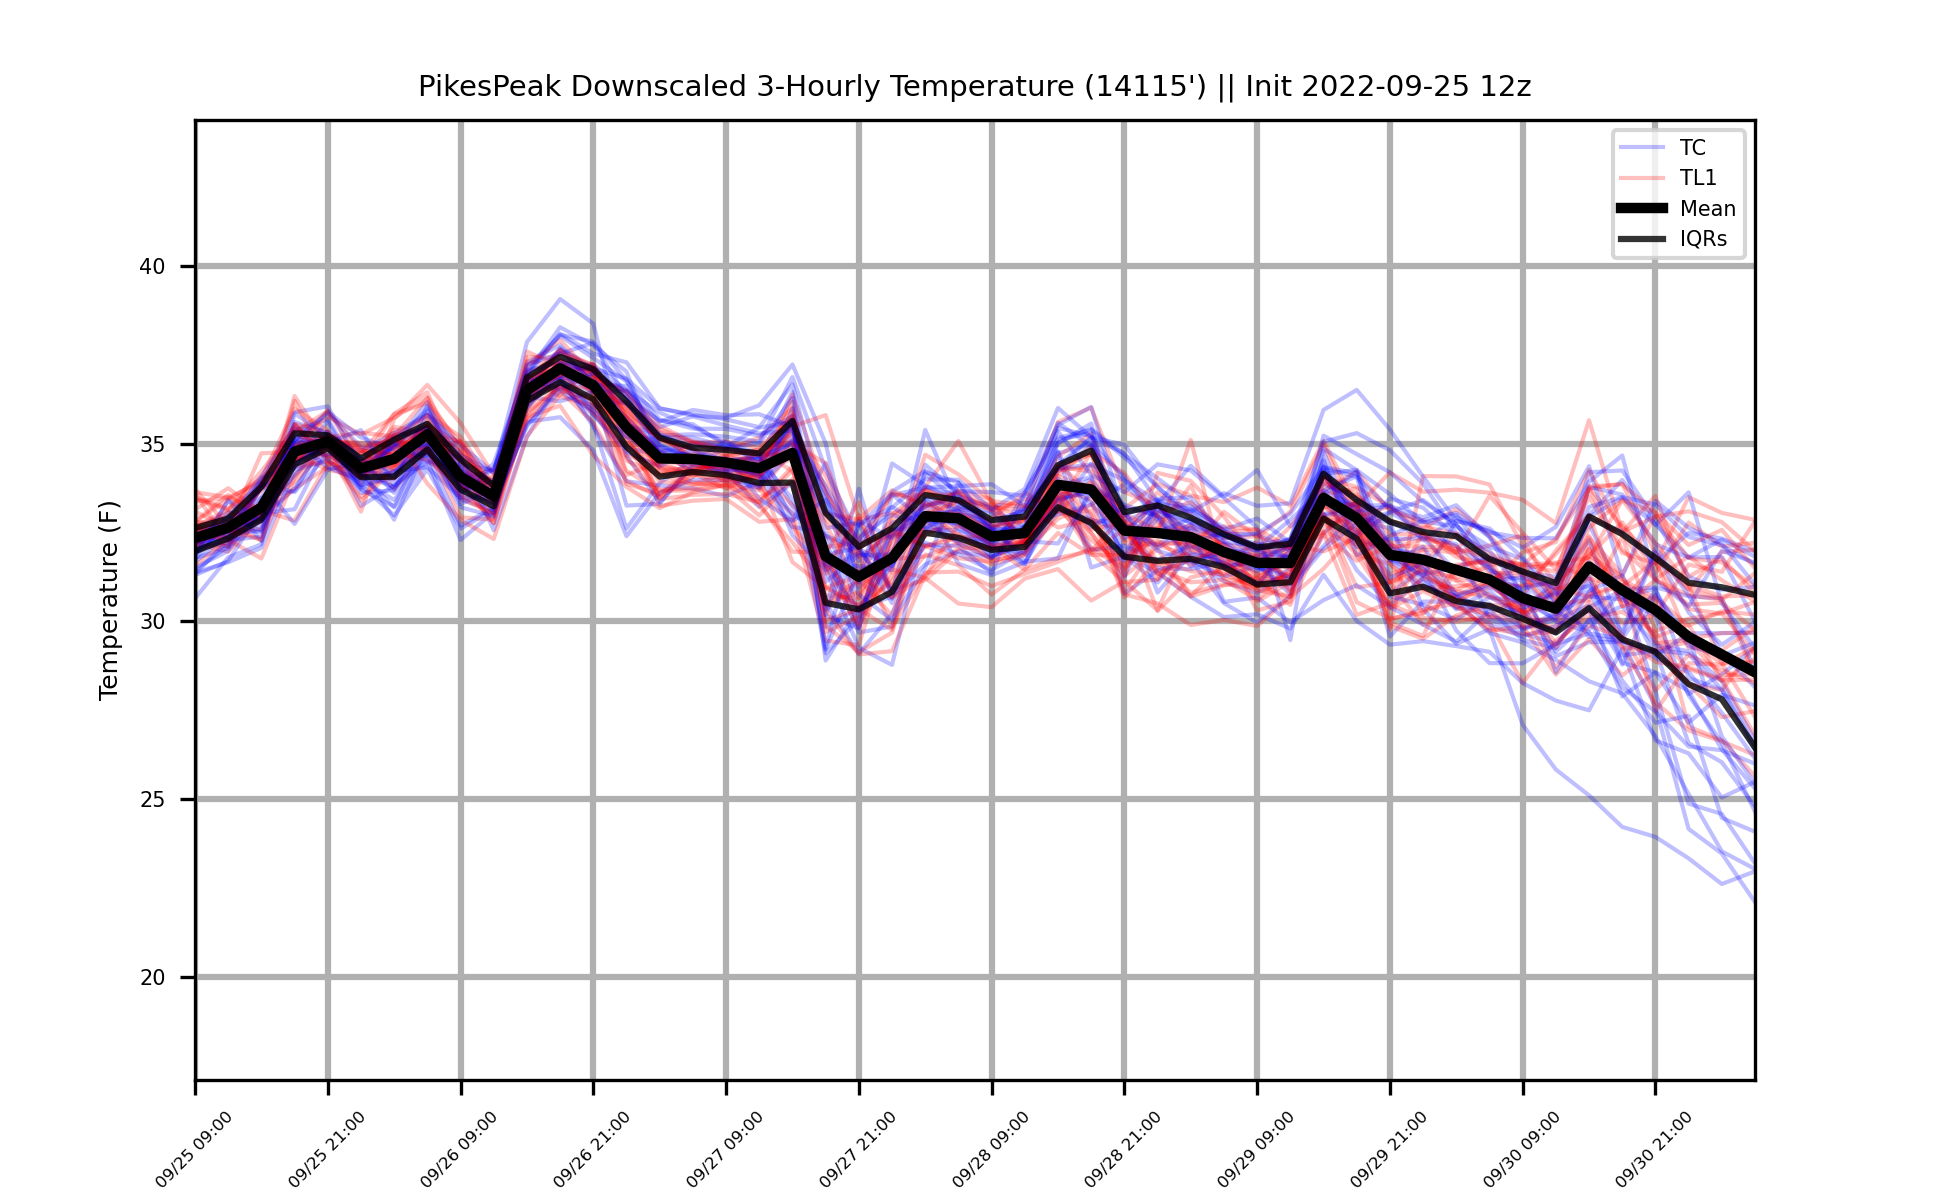 PikesPeak Downscaled 3-Hourly Temperature (14115') || Init 2022-09-25 12z
TC
TL1
Mean
IQRs
Temperature (F)
40
35
30
25
20
09/25 09:00
09/25 21:00
09/26 09:00
09/26 21:00
09/27 09:00
09/27 21:00
09/28 09:00
09/28 21:00
09/29 09:00
09/29 21:00
09/30 09:00
09/30 21:00